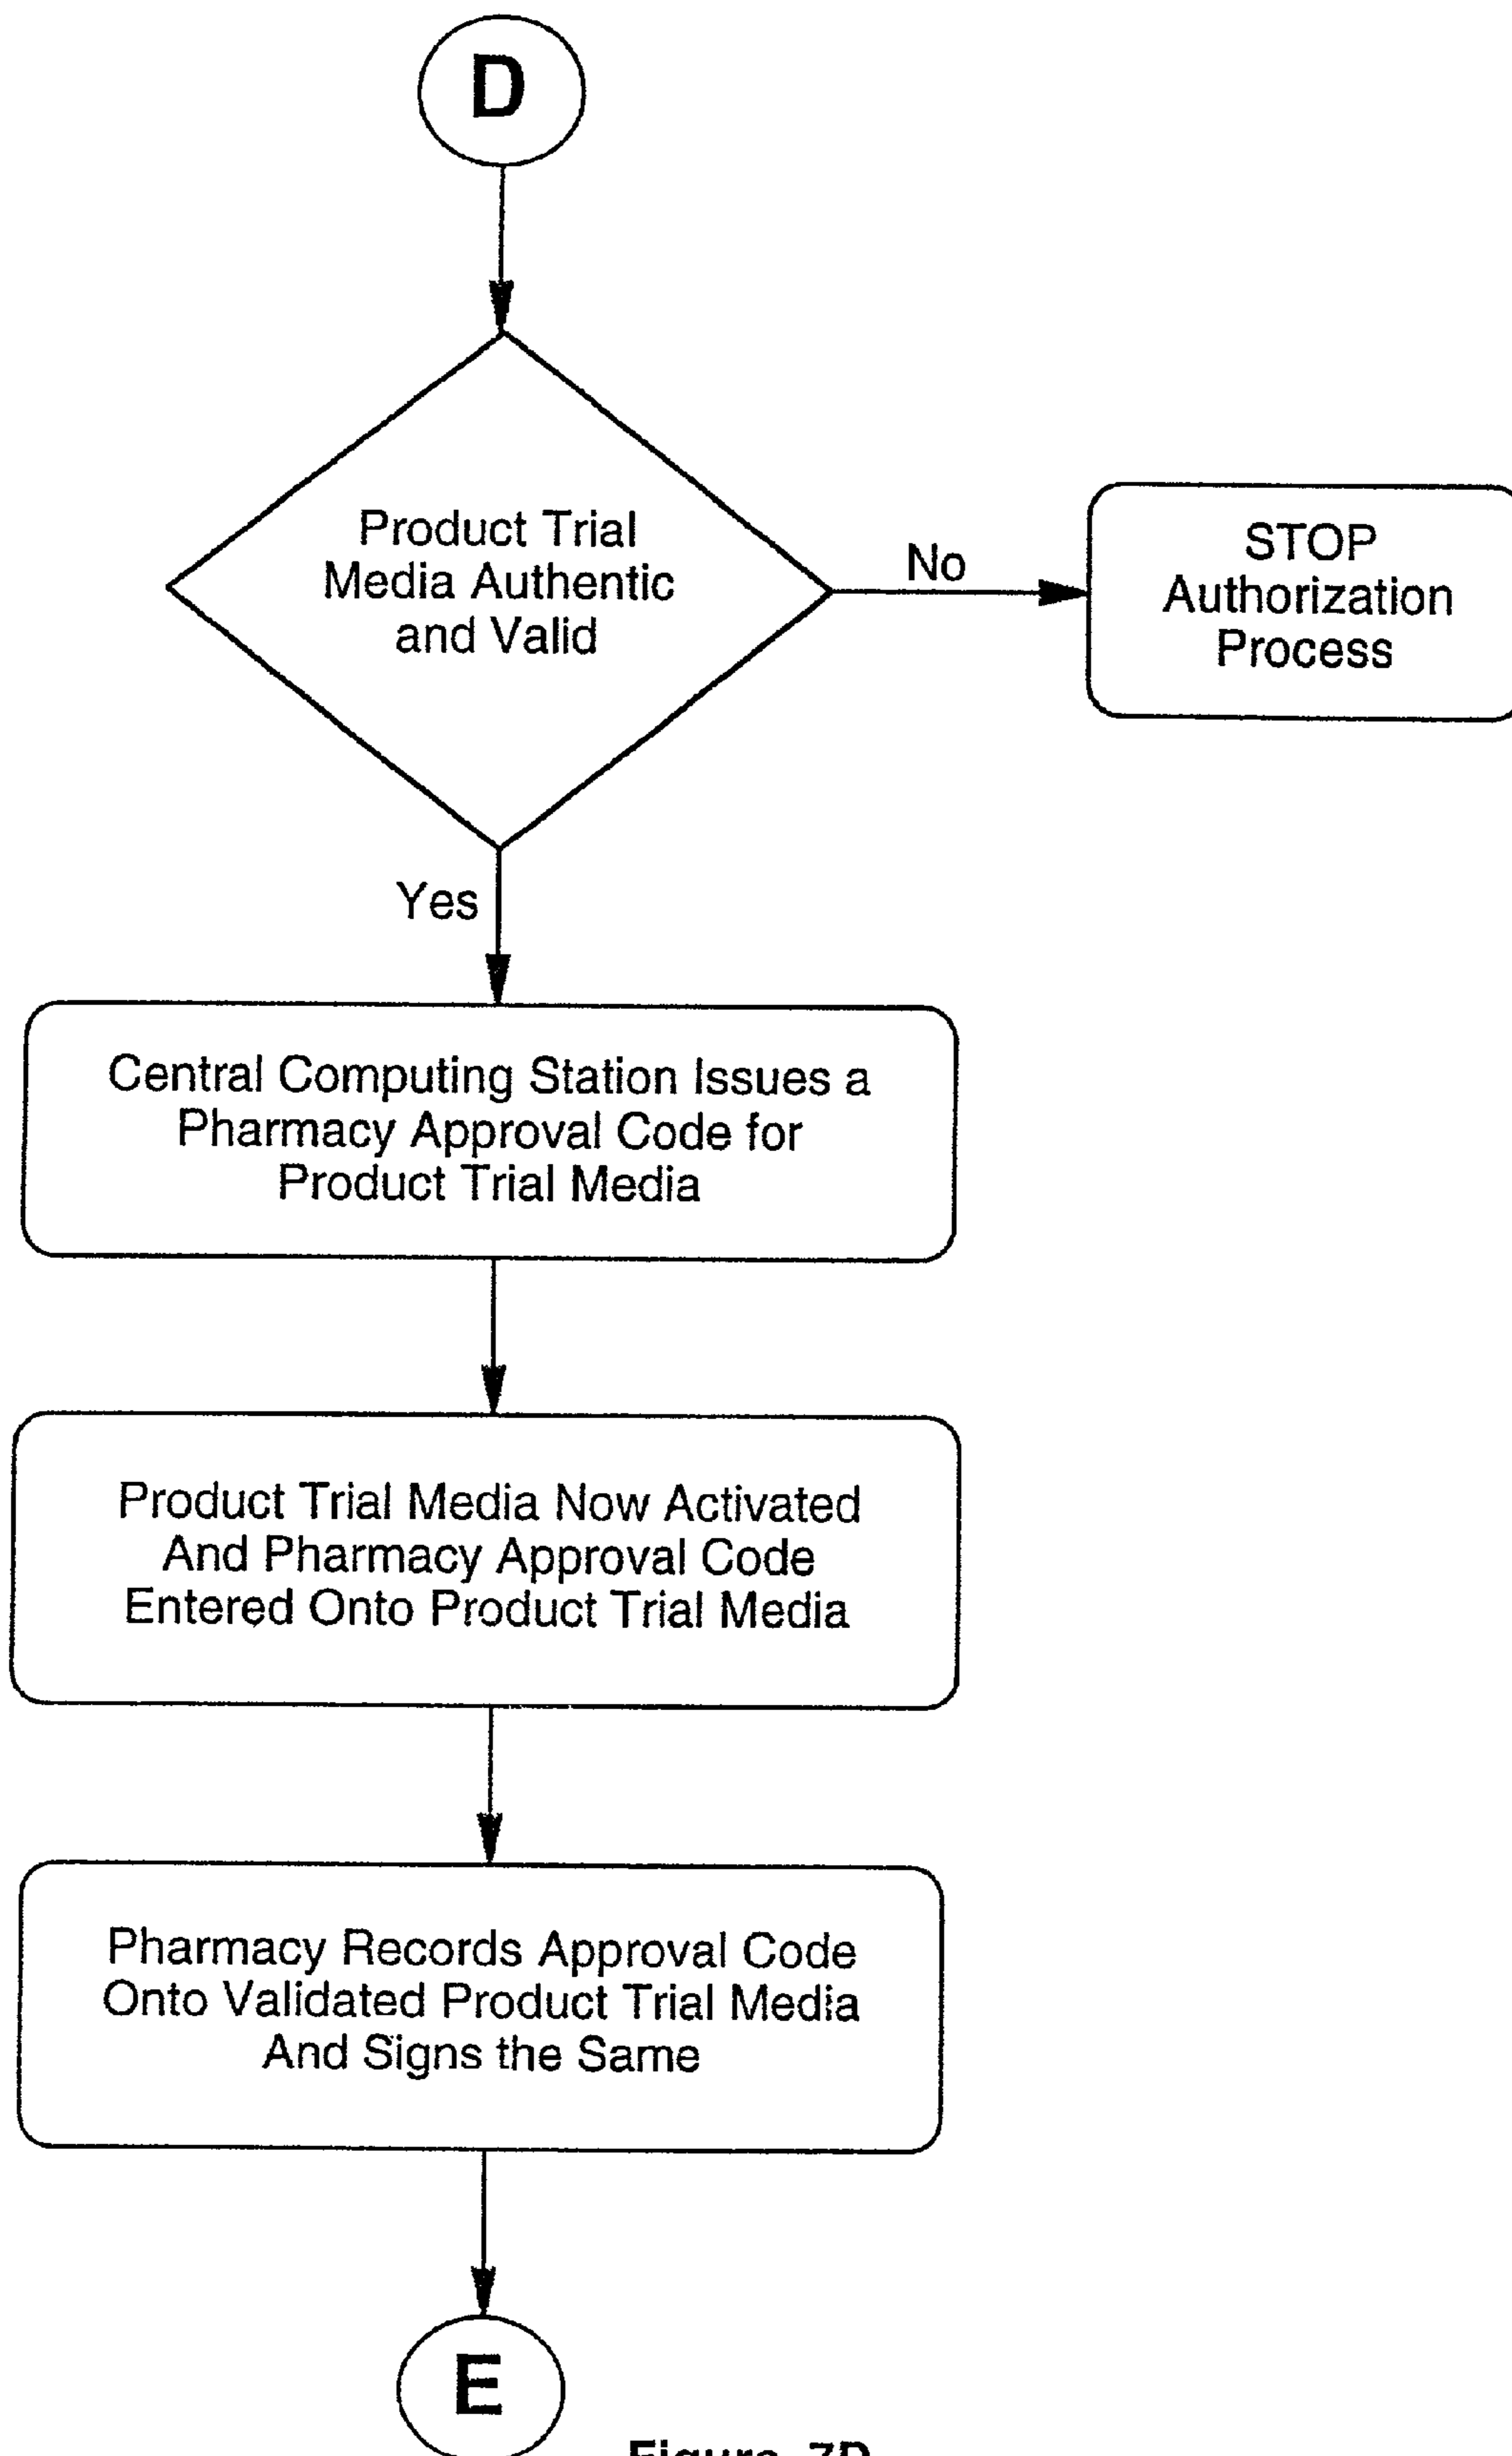 D
Product Trial
Media Authentic
and Valid
No
STOP
Authorization
Process
Yes
Central Computing Station Issues a
Pharmacy Approval Code for
Product Trial Media
Product Trial Media Now Activated
And Pharmacy Approval Code
Entered Onto Product Trial Media
Pharmacy Records Approval Code
Onto Validated Product Trial Media
And Signs the Same
E
Figure